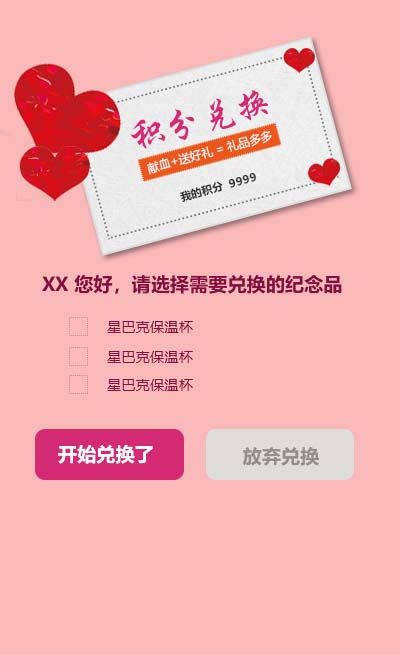 积分兑换
献血+送好礼 = 礼品多多
我的积分 9999
XX 您好，请选择需要兑换的纪念品
星巴克保温杯
星巴克保温杯
星巴克保温杯
开始兑换了
放弃兑换